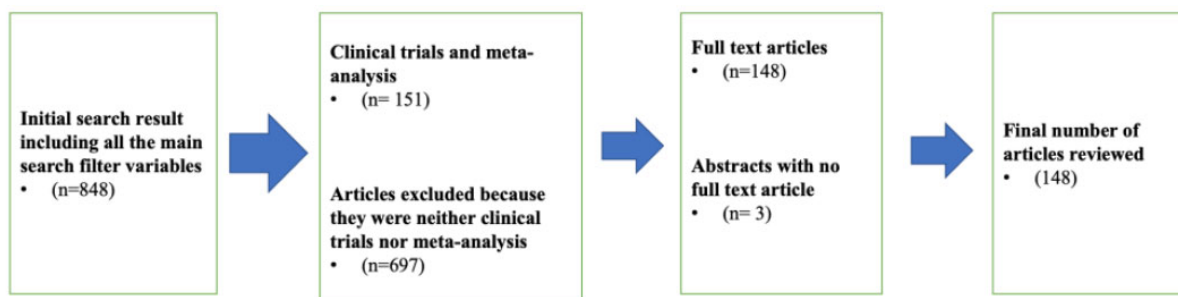 Initial search result
including all the main
search filter variables
• (n=848)
Clinical trials and meta-
analysis
• (n= 151)
Articles excluded because
they were neither clinical
trials nor meta-analysis
• (n=697)
Full text articles
• (n=148)
Abstracts with no
full text article
• (n= 3)
Final number of
articles reviewed
• (148)